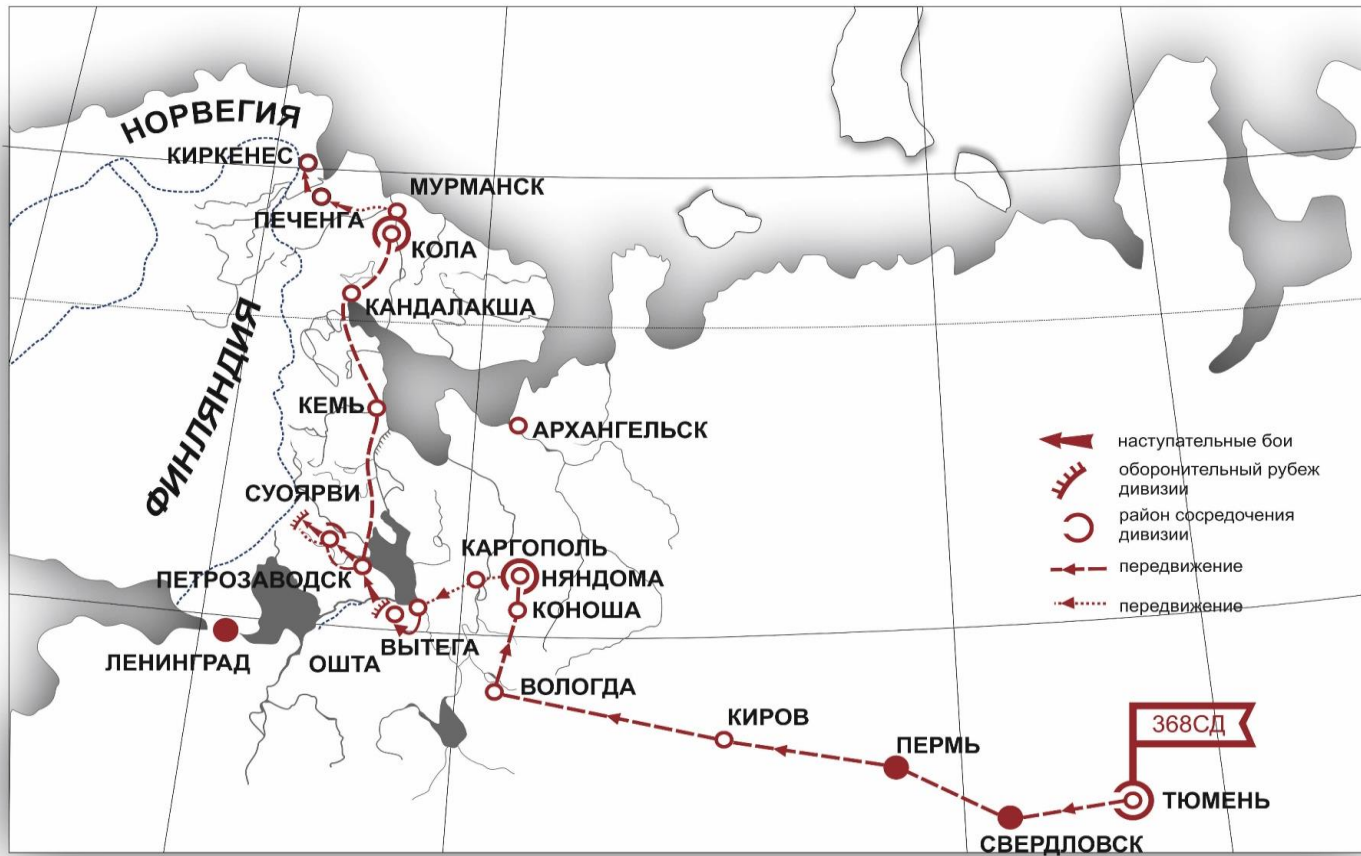 НОРВЕГИЯ
КИРКЕНЕС
МУРМАНСК
ПЕЧЕНГА
КОЛА
КАНДАЛАКША
ФИНЛЯНДИЯ
КЕМЬ
АРХАНГЕЛЬСК
СУОЯРВИ
КАРГОПОЛЬ
ПЕТРОЗАВОДСК
НЯНДОМА
КОНОША
ВЫТЕГА
ЛЕНИНГРАД
ОШТА
ВОЛОГДА
КИРОВ
ПЕРМЬ
СВЕРДЛОВСК
368СД
ТЮМЕНЬ
наступательные бои
оборонительный рубеж
дивизии
район сосредочения
дивизии
передвижение
передвижение